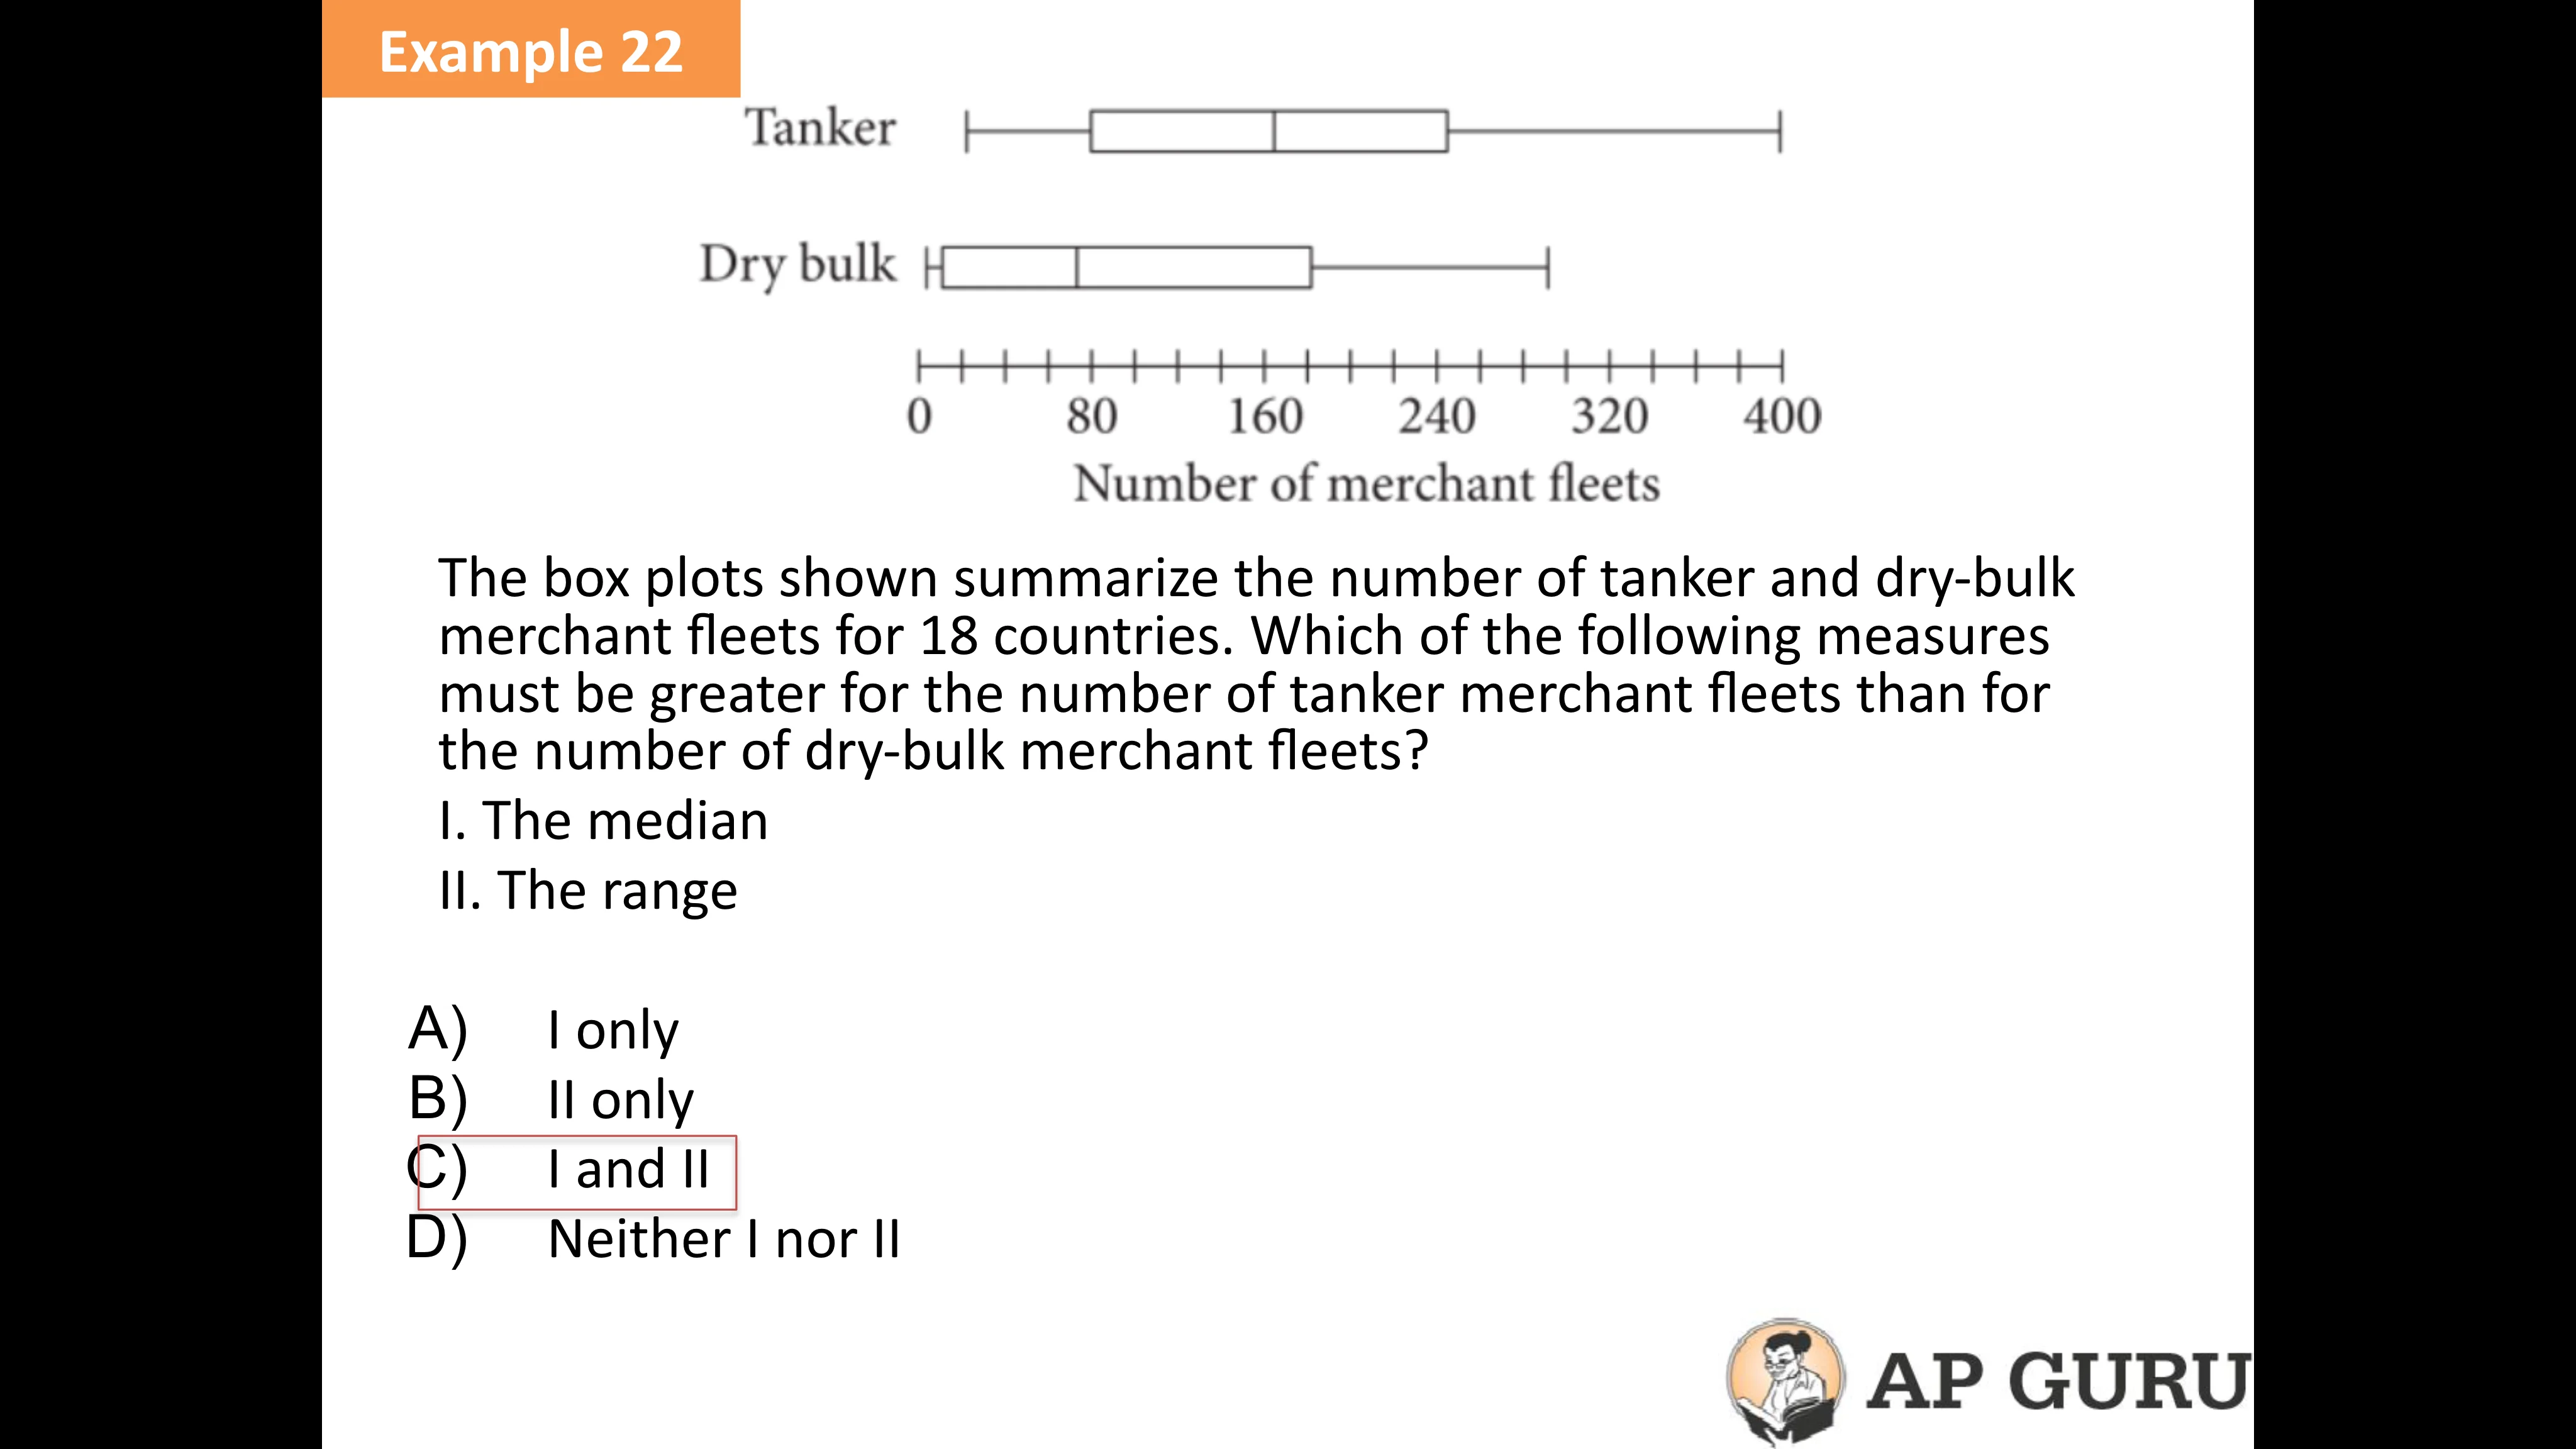 Example 22
Tanker
Dry bulk
0 80 160 240 320 400
Number of merchant fleets
The box plots shown summarize the number of tanker and dry-bulk
merchant fleets for 18 countries. Which of the following measures
must be greater for the number of tanker merchant fleets than for
the number of dry-bulk merchant fleets?
I. The median
II. The range
A) I only
B) II only
C) I and II
D) Neither I nor II
AP GURU